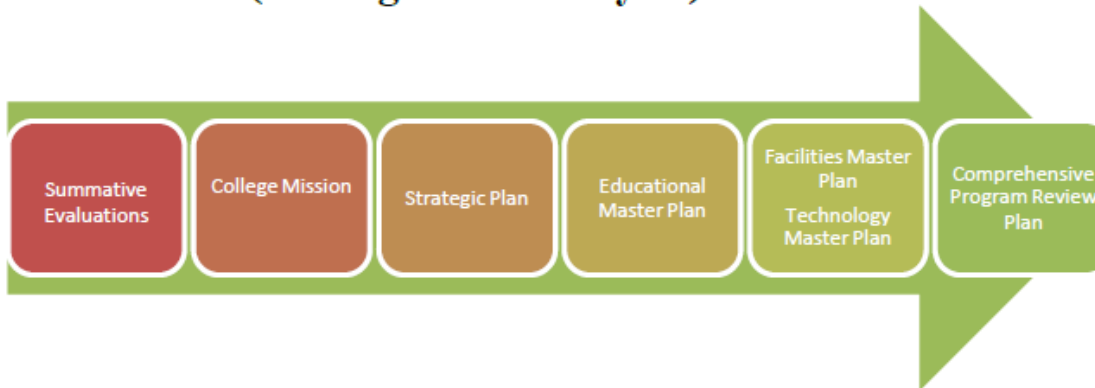 Summative
Evaluations
College Mission
Strategic Plan
Educational
Master Plan
Facilities Master
Plan
Technology
Master Plan
Comprehensive
Program Review
Plan